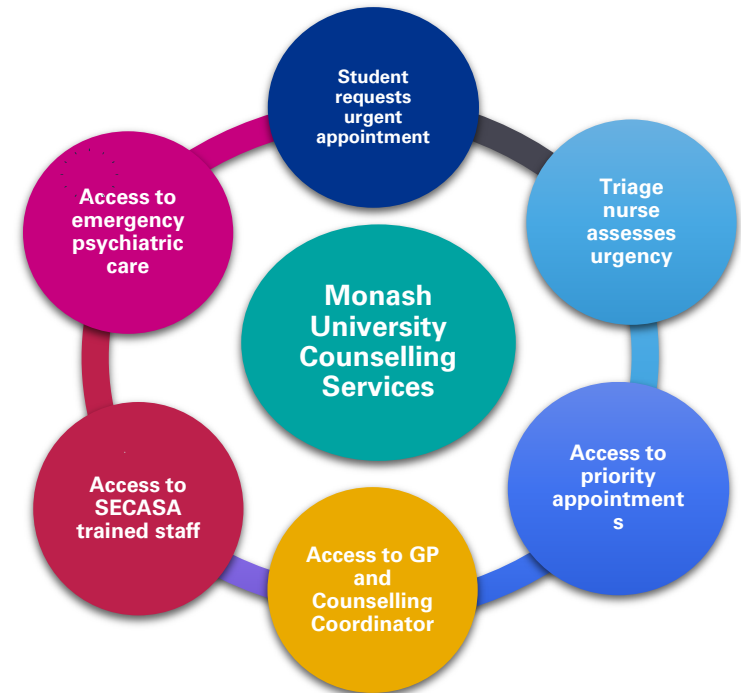 Student
requests
urgent
appointment
Triage
nurse
assesses
urgency
Access to
priority
appointment
s
Access to GP
and
Counselling
Coordinator
Access to
SECASA
trained staff
Access to
emergency
psychiatric
care
Monash
University
Counselling
Services